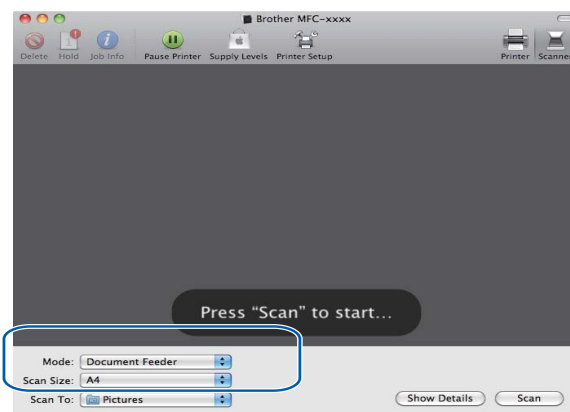 Brother MFC-xxxx
Delete Hold Job Info Pause Printer Supply Levels Printer Setup Printer Scanne
Press “Scan” to start...
Mode: Document Feeder
Scan Size: A4
Scan To: Pictures Show Details Scan